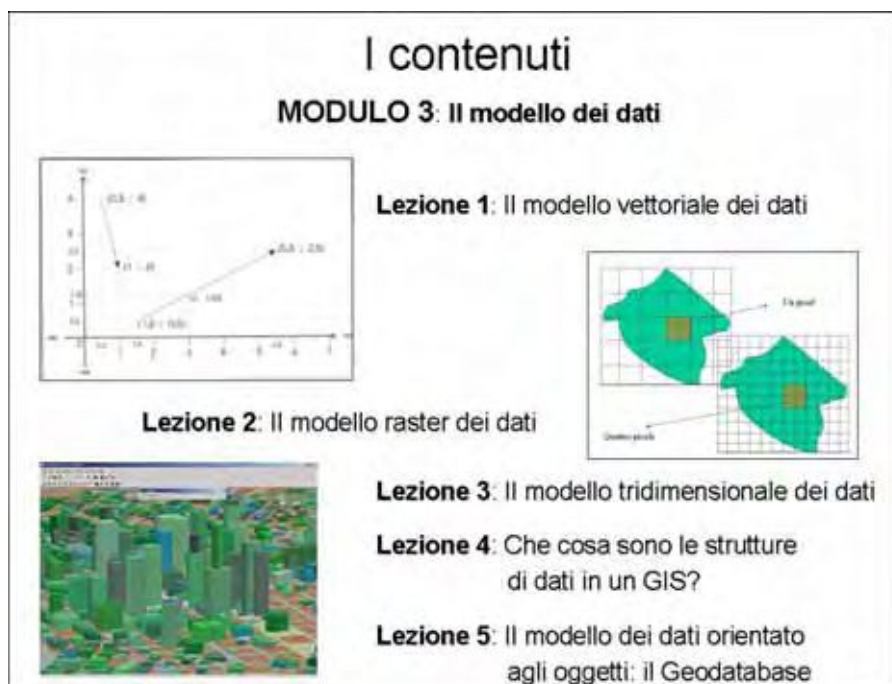 I contenuti
MODULO 3: Il modello dei dati
Lezione 1: Il modello vettoriale dei dati
Lezione 2: Il modello raster dei dati
Lezione 3: Il modello tridimensionale dei dati
Lezione 4: Che cosa sono le strutture
di dati in un GIS?
Lezione 5: Il modello dei dati orientato
agli oggetti: il Geodatabase